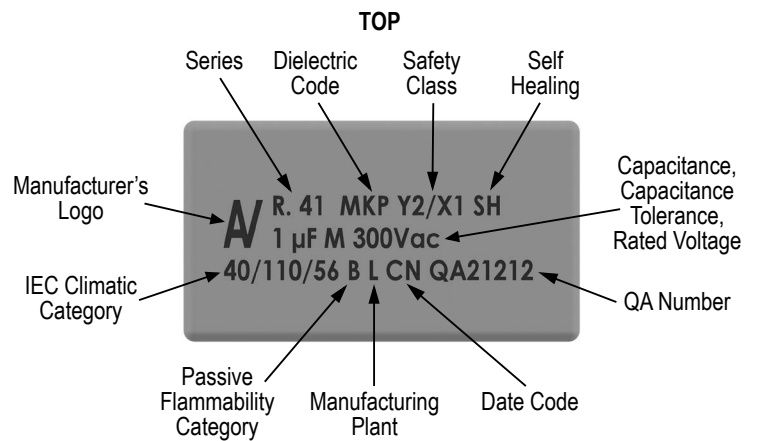 TOP
Series
Dielectric
Code
Safety
Class
Self
Healing
Manufacturer's
Logo
R. 41 MKP Y2/X1 SH
1 µF M 300Vac
40/110/56 B L CN QA21212
Capacitance,
Capacitance
Tolerance,
Rated Voltage
IEC Climatic
Category
QA Number
Passive
Flammability
Category
Manufacturing
Plant
Date Code